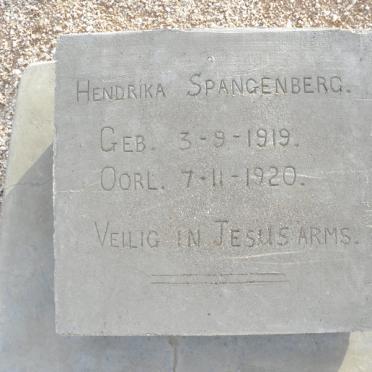 Hendrika Spangenberg.
Geb. 3-9-1919.
Oorl. 7-11-1920.
Veilig in Jesus arms.